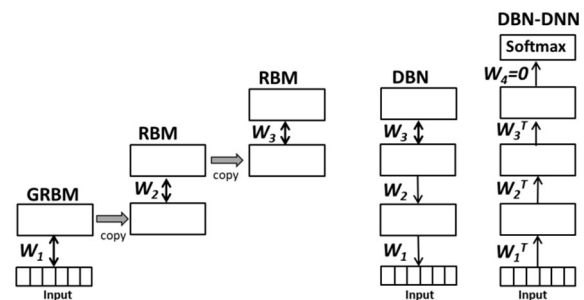 GRBM
W₁
Input
copy
RBM
W₂
copy
RBM
W₃
DBN
W₃
W₂
W₁
Input
DBN-DNN
Softmax
W₄=0
W₃ᵀ
W₂ᵀ
W₁ᵀ
Input